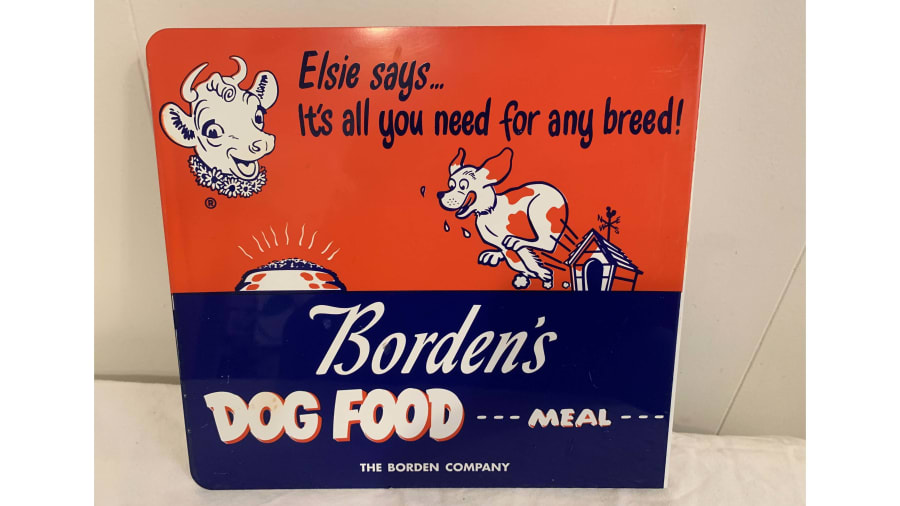 Elsie says...
It's all you need for any breed!
®
Borden's
DOG FOOD --- MEAL ---
THE BORDEN COMPANY